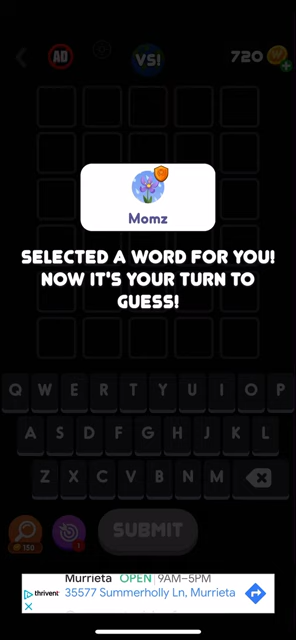 AD
VS!
720
Momz
SELECTED A WORD FOR YOU!
NOW IT'S YOUR TURN TO
GUESS!
Q W E R T Y U I O P
A S D F G H J K L
Z X C V B N M
150
SUBMIT
Murrieta OPEN 9AM–5PM
thrivent 35577 Summerholly Ln, Murrieta